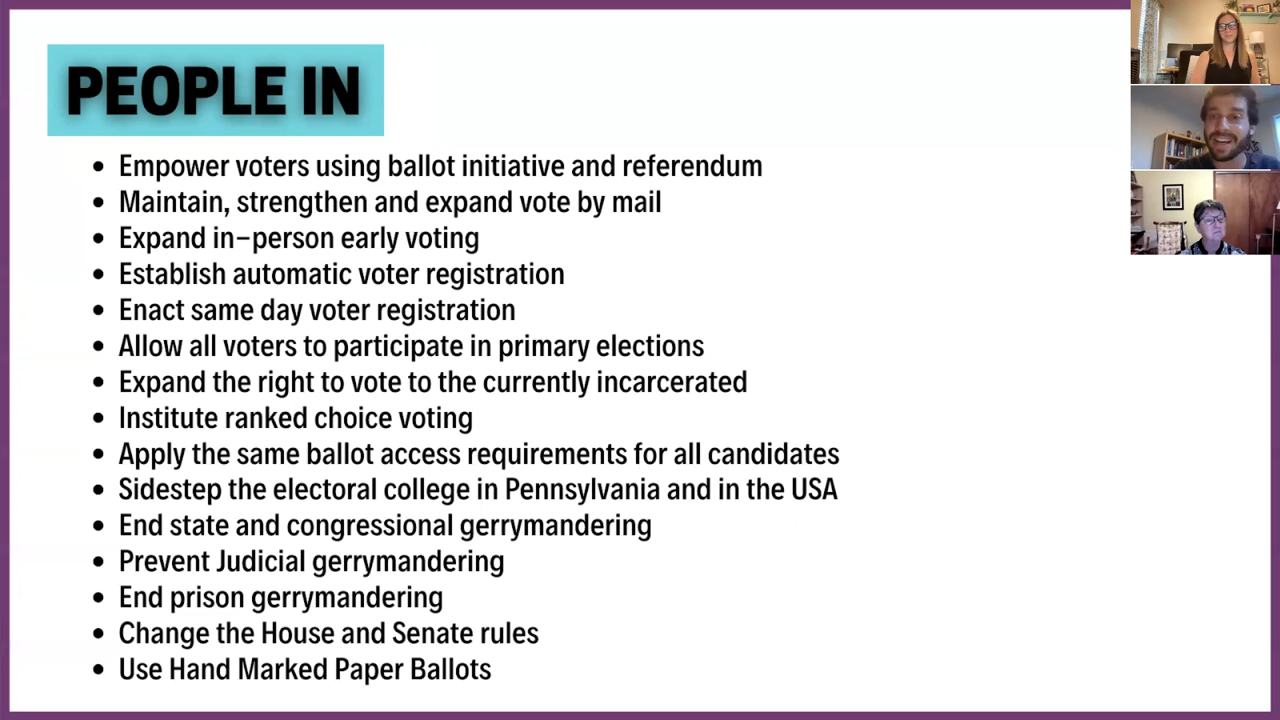 PEOPLE IN
• Empower voters using ballot initiative and referendum
• Maintain, strengthen and expand vote by mail
• Expand in–person early voting
• Establish automatic voter registration
• Enact same day voter registration
• Allow all voters to participate in primary elections
• Expand the right to vote to the currently incarcerated
• Institute ranked choice voting
• Apply the same ballot access requirements for all candidates
• Sidestep the electoral college in Pennsylvania and in the USA
• End state and congressional gerrymandering
• Prevent Judicial gerrymandering
• End prison gerrymandering
• Change the House and Senate rules
• Use Hand Marked Paper Ballots